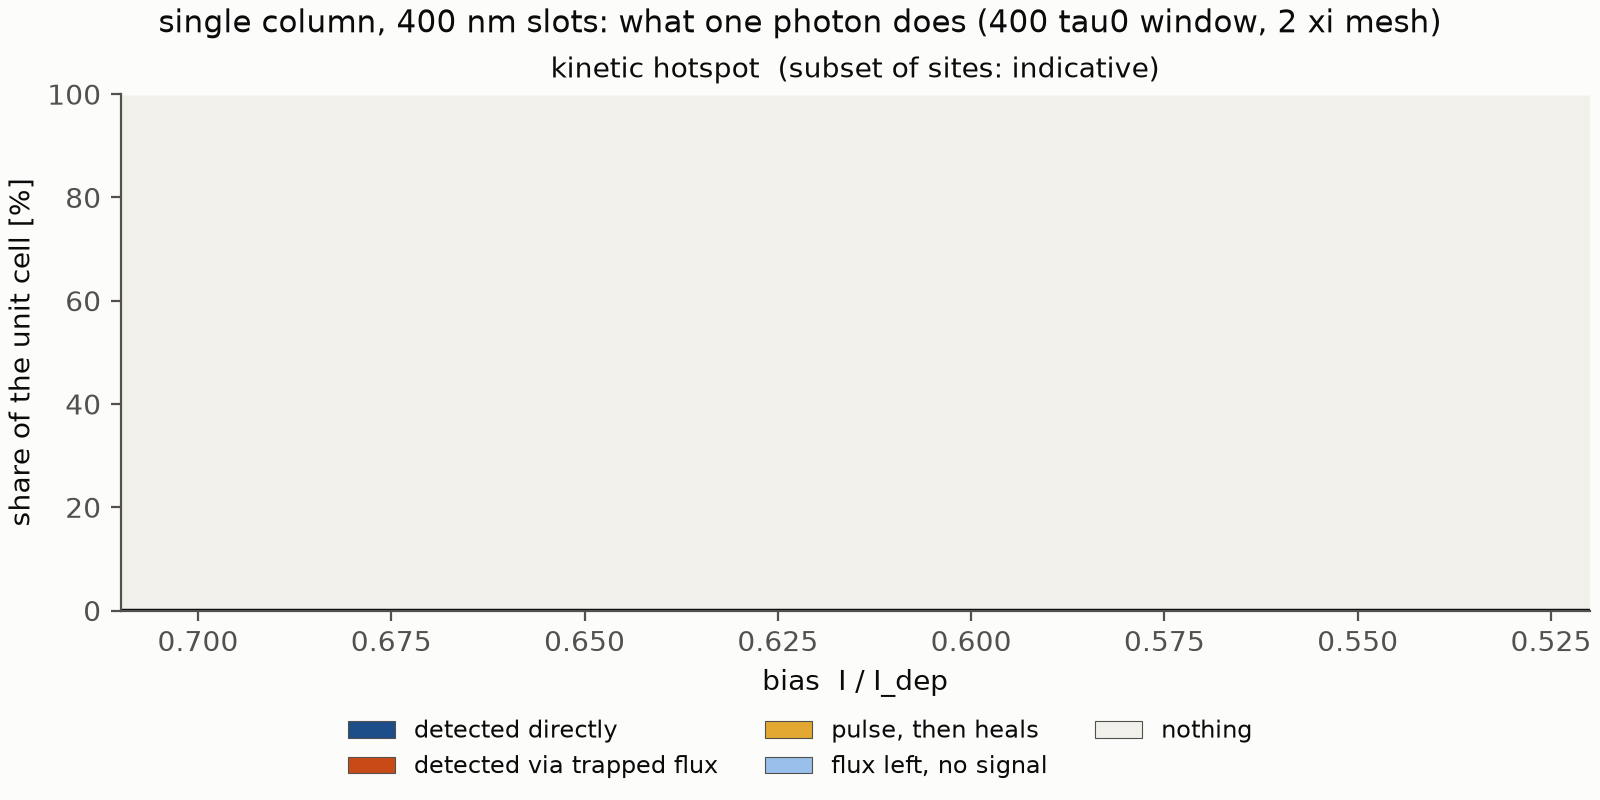 single column, 400 nm slots: what one photon does (400 tau0 window, 2 xi mesh)
kinetic hotspot  (subset of sites: indicative)
share of the unit cell [%]
100
80
60
40
20
0
0.700 0.675 0.650 0.625 0.600 0.575 0.550 0.525
bias  I / I_dep
detected directly
detected via trapped flux
pulse, then heals
flux left, no signal
nothing